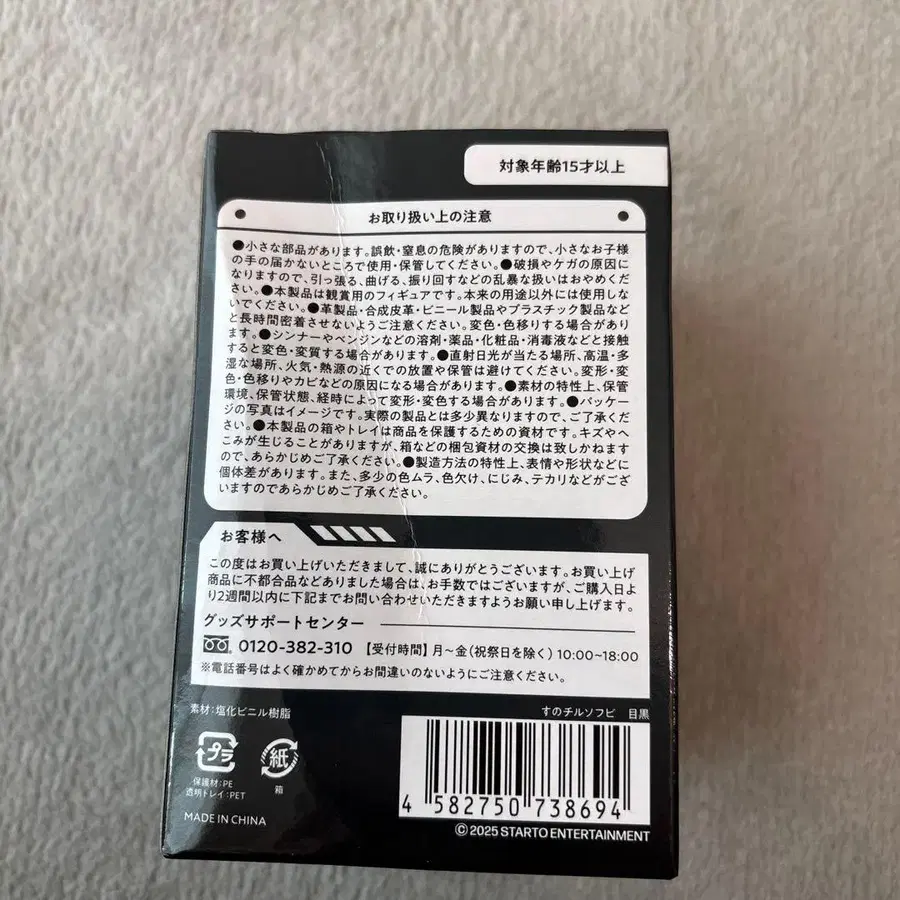 対象年齢15才以上
お取り扱い上の注意
●小さな部品があります。誤飲・窒息の危険がありますので、小さなお子様
の手の届かないところで使用・保管してください。●破損やケガの原因に
なりますので、引っ張る、曲げる、振り回すなどの乱暴な扱いはおやめくだ
さい。●本製品は観賞用のフィギュアです。本来の用途以外には使用しな
いでください。●革製品・合成皮革・ビニール製品やプラスチック製品など
と長時間密着させないようご注意ください。変色・色移りする場合があり
ます。●シンナーやベンジンなどの溶剤・薬品・化粧品・消毒液などと接触
すると変色・変質する場合があります。●直射日光が当たる場所、高温・多
湿な場所、火気・熱源の近くでの放置や保管は避けてください。変形・変
色・色移りやカビなどの原因になる場合があります。●素材の特性上、保管
環境、保管状態、経時によって変形・変色する場合があります。●パッケー
ジの写真はイメージです。実際の製品とは多少異なりますので、ご了承くだ
さい。●本製品の箱やトレイは商品を保護するための資材です。キズやへ
こみが生じることがありますが、箱などの梱包資材の交換は致しかねます
ので、あらかじめご了承ください。●製造方法の特性上、表情や形状などに
個体差があります。また、多少の色ムラ、色欠け、にじみ、テカリなどがござ
いますのであらかじめご了承ください。
お客様へ
この度はお買い上げいただきまして、誠にありがとうございます。お買い上げ
商品に不都合品などありました場合は、お手数ではございますが、ご購入日よ
り2週間以内に下記までお問い合わせいただきますようお願い申し上げます。
グッズサポートセンター
0120-382-310 【受付時間】月～金(祝祭日を除く) 10:00~18:00
※電話番号はよく確かめてからお間違いのないようにご注意ください。
素材:塩化ビニル樹脂
すのチルソフビ 目黒
プラ
紙
保護材:PE
透明トレイ:PET
箱
MADE IN CHINA
4 582750 738694
©2025 STARTO ENTERTAINMENT